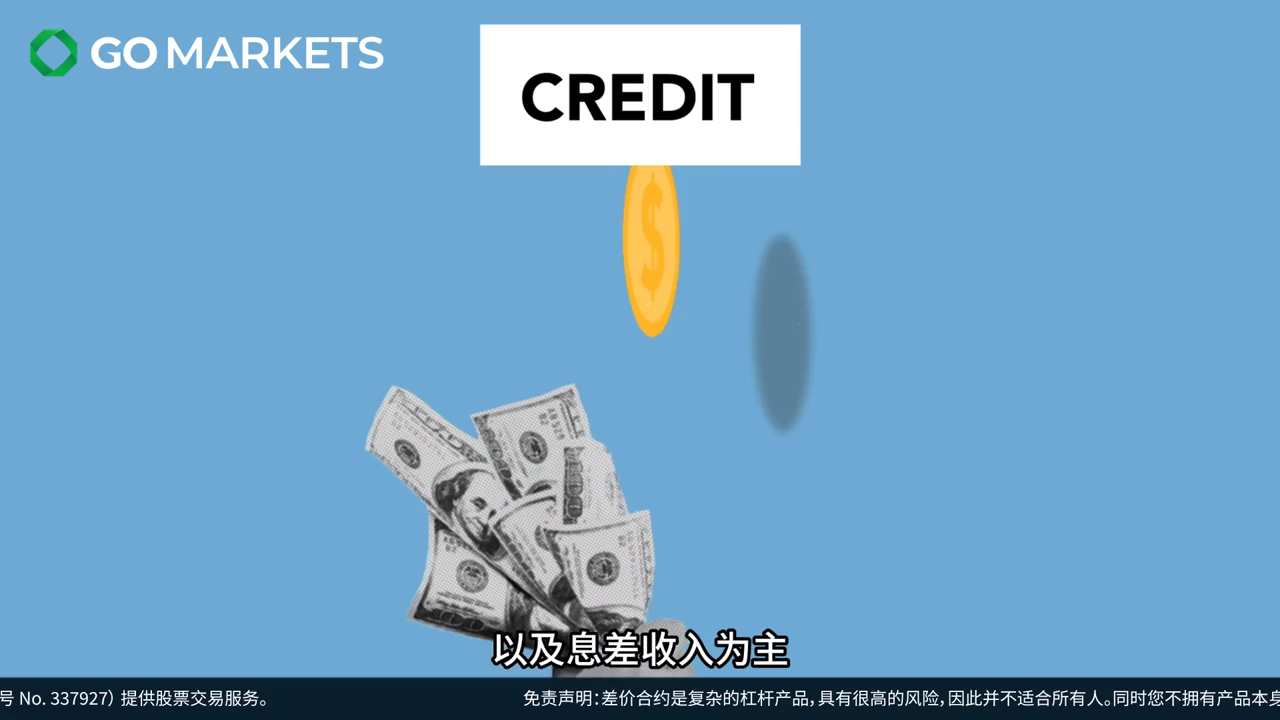 GO MARKETS
CREDIT
$
以及息差收入为主
号 No. 337927）提供股票交易服务。
免责声明：差价合约是复杂的杠杆产品，具有很高的风险，因此并不适合所有人。同时您不拥有产品本身